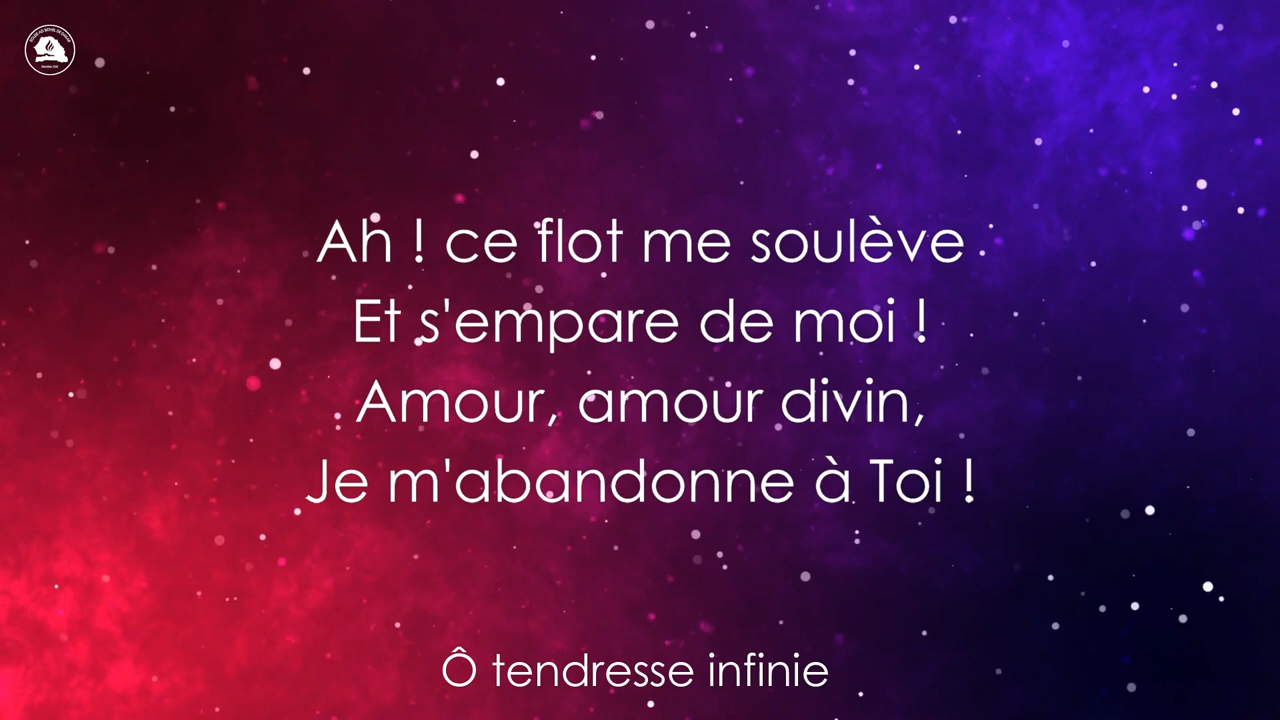 Ah ! ce flot me soulève
Et s'empare de moi !
Amour, amour divin,
Je m'abandonne à Toi !
Ô tendresse infinie